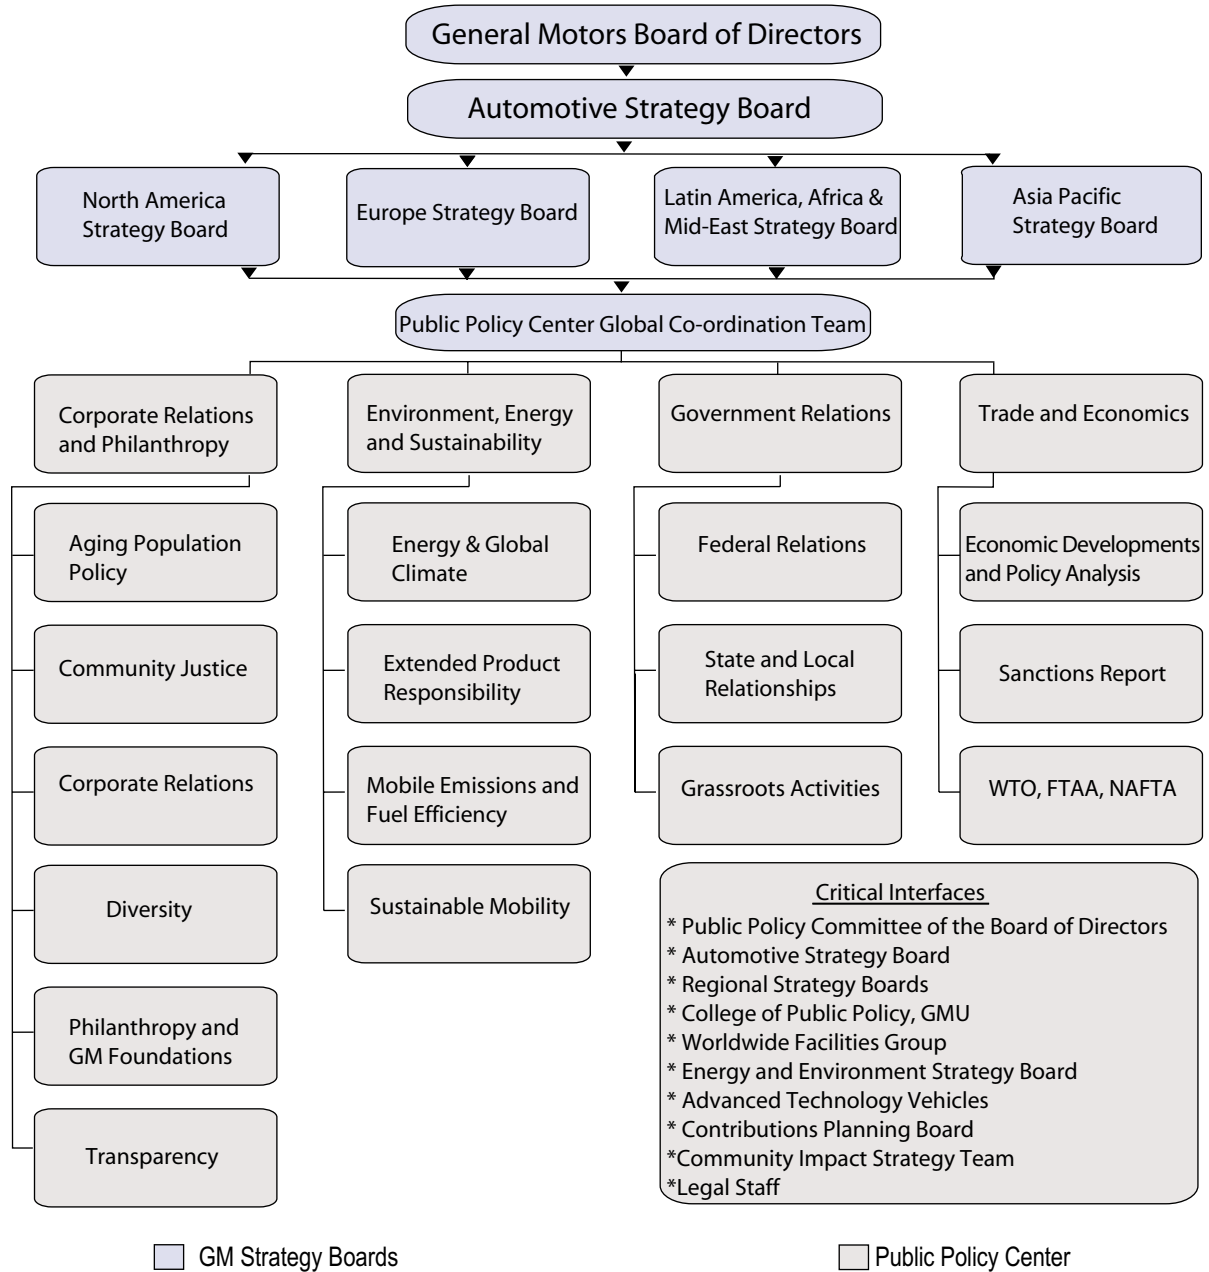 General Motors Board of Directors
Automotive Strategy Board
North America
Strategy Board
Europe Strategy Board
Latin America, Africa &
Mid-East Strategy Board
Asia Pacific
Strategy Board
Public Policy Center Global Co-ordination Team
Corporate Relations
and Philanthropy
Environment, Energy
and Sustainability
Government Relations
Trade and Economics
Aging Population
Policy
Energy & Global
Climate
Federal Relations
Economic Developments
and Policy Analysis
Community Justice
Extended Product
Responsibility
State and Local
Relationships
Sanctions Report
Corporate Relations
Mobile Emissions and
Fuel Efficiency
Grassroots Activities
WTO, FTAA, NAFTA
Diversity
Sustainable Mobility
Philanthropy and
GM Foundations
Transparency
Critical Interfaces
* Public Policy Committee of the Board of Directors
* Automotive Strategy Board
* Regional Strategy Boards
* College of Public Policy, GMU
* Worldwide Facilities Group
* Energy and Environment Strategy Board
* Advanced Technology Vehicles
* Contributions Planning Board
*Community Impact Strategy Team
*Legal Staff
GM Strategy Boards
Public Policy Center